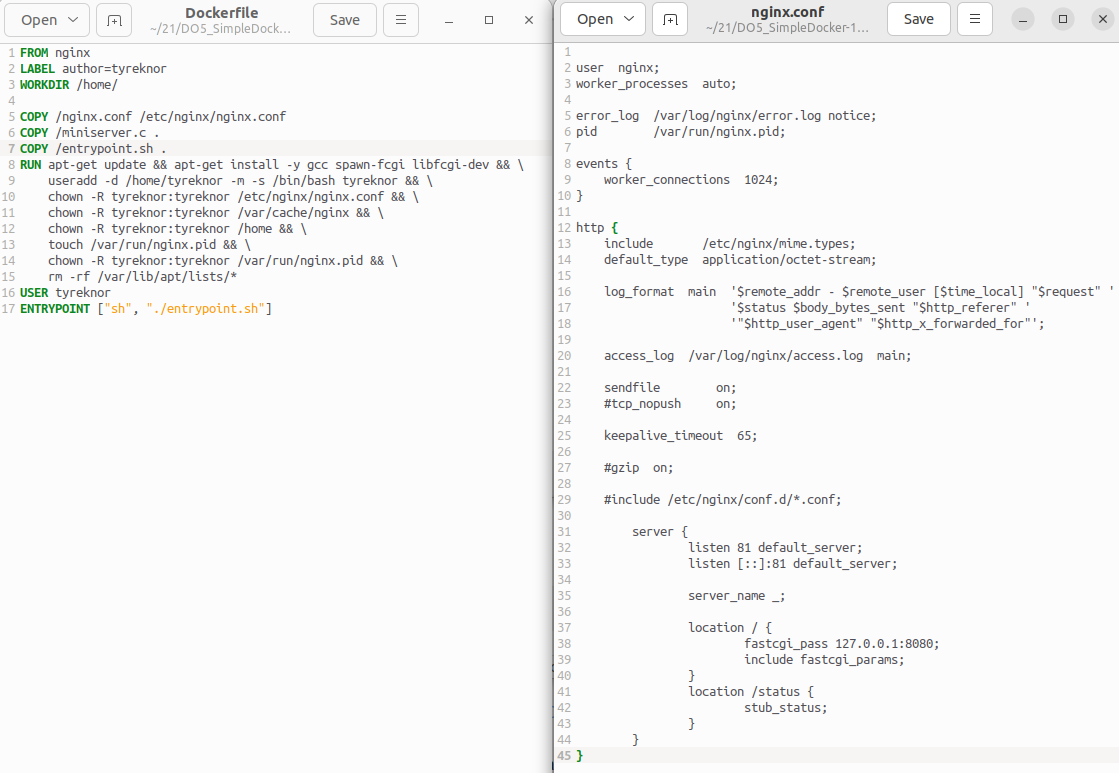 Open
Dockerfile
~/21/DO5_SimpleDock...
Save
1 FROM nginx
2 LABEL author=tyreknor
3 WORKDIR /home/
4
5 COPY /nginx.conf /etc/nginx/nginx.conf
6 COPY /miniserver.c .
7 COPY /entrypoint.sh .
8 RUN apt-get update && apt-get install -y gcc spawn-fcgi libfcgi-dev && \
9     useradd -d /home/tyreknor -m -s /bin/bash tyreknor && \
10     chown -R tyreknor:tyreknor /etc/nginx/nginx.conf && \
11     chown -R tyreknor:tyreknor /var/cache/nginx && \
12     chown -R tyreknor:tyreknor /home && \
13     touch /var/run/nginx.pid && \
14     chown -R tyreknor:tyreknor /var/run/nginx.pid && \
15     rm -rf /var/lib/apt/lists/*
16 USER tyreknor
17 ENTRYPOINT ["sh", "./entrypoint.sh"]
Open
nginx.conf
~/21/DO5_SimpleDocker-1...
Save
1
2 user  nginx;
3 worker_processes  auto;
4
5 error_log  /var/log/nginx/error.log notice;
6 pid        /var/run/nginx.pid;
7
8 events {
9     worker_connections  1024;
10 }
11
12 http {
13     include       /etc/nginx/mime.types;
14     default_type  application/octet-stream;
15
16     log_format  main  '$remote_addr - $remote_user [$time_local] "$request" '
17                       '$status $body_bytes_sent "$http_referer" '
18                       '"$http_user_agent" "$http_x_forwarded_for"';
19
20     access_log  /var/log/nginx/access.log  main;
21
22     sendfile        on;
23     #tcp_nopush     on;
24
25     keepalive_timeout  65;
26
27     #gzip  on;
28
29     #include /etc/nginx/conf.d/*.conf;
30
31         server {
32                 listen 81 default_server;
33                 listen [::]:81 default_server;
34
35                 server_name _;
36
37                 location / {
38                         fastcgi_pass 127.0.0.1:8080;
39                         include fastcgi_params;
40                 }
41                 location /status {
42                         stub_status;
43                 }
44         }
45 }